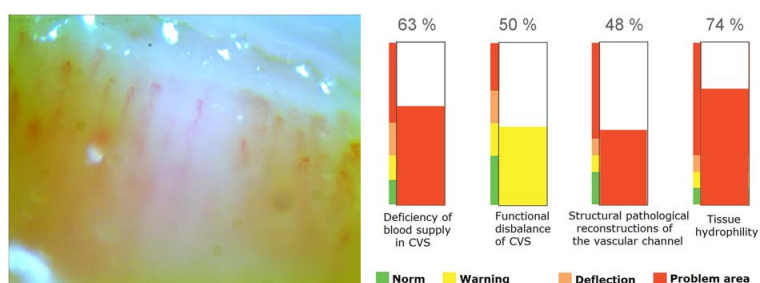 63 %
50 %
48 %
74 %
Deficiency of
blood supply
in CVS
Functional
disbalance
of CVS
Structural pathological
reconstructions of
the vascular channel
Tissue
hydrophility
Norm
Warning
Deflection
Problem area